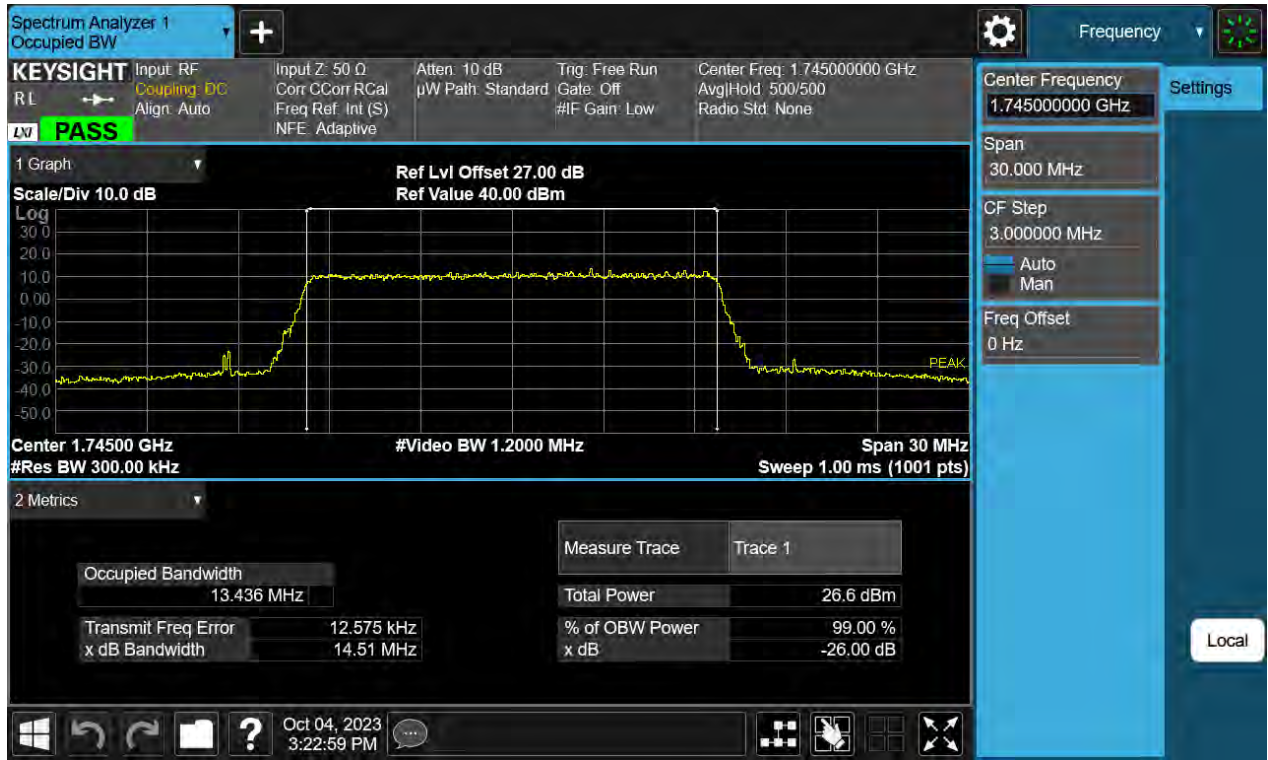 Spectrum Analyzer 1
Occupied BW
+
Frequency
KEYSIGHT
RL
LXI
PASS
Input: RF
Coupling: DC
Align: Auto
Input Z: 50 Ω
Corr CCorr RCal
Freq Ref: Int (S)
NFE: Adaptive
Atten: 10 dB
µW Path: Standard
Trig: Free Run
Gate: Off
#IF Gain: Low
Center Freq: 1.745000000 GHz
Avg|Hold: 500/500
Radio Std: None
Center Frequency
1.745000000 GHz
Settings
Span
30.000 MHz
CF Step
3.000000 MHz
Auto
Man
Freq Offset
0 Hz
Local
1 Graph
Scale/Div 10.0 dB
Ref Lvl Offset 27.00 dB
Ref Value 40.00 dBm
Log
30.0
20.0
10.0
0.00
-10.0
-20.0
-30.0
-40.0
-50.0
PEAK
Center 1.74500 GHz
#Video BW 1.2000 MHz
Span 30 MHz
#Res BW 300.00 kHz
Sweep 1.00 ms (1001 pts)
2 Metrics
Measure Trace Trace 1
Occupied Bandwidth
13.436 MHz
Total Power 26.6 dBm
Transmit Freq Error 12.575 kHz
% of OBW Power 99.00 %
x dB Bandwidth 14.51 MHz
x dB -26.00 dB
?
Oct 04, 2023
3:22:59 PM